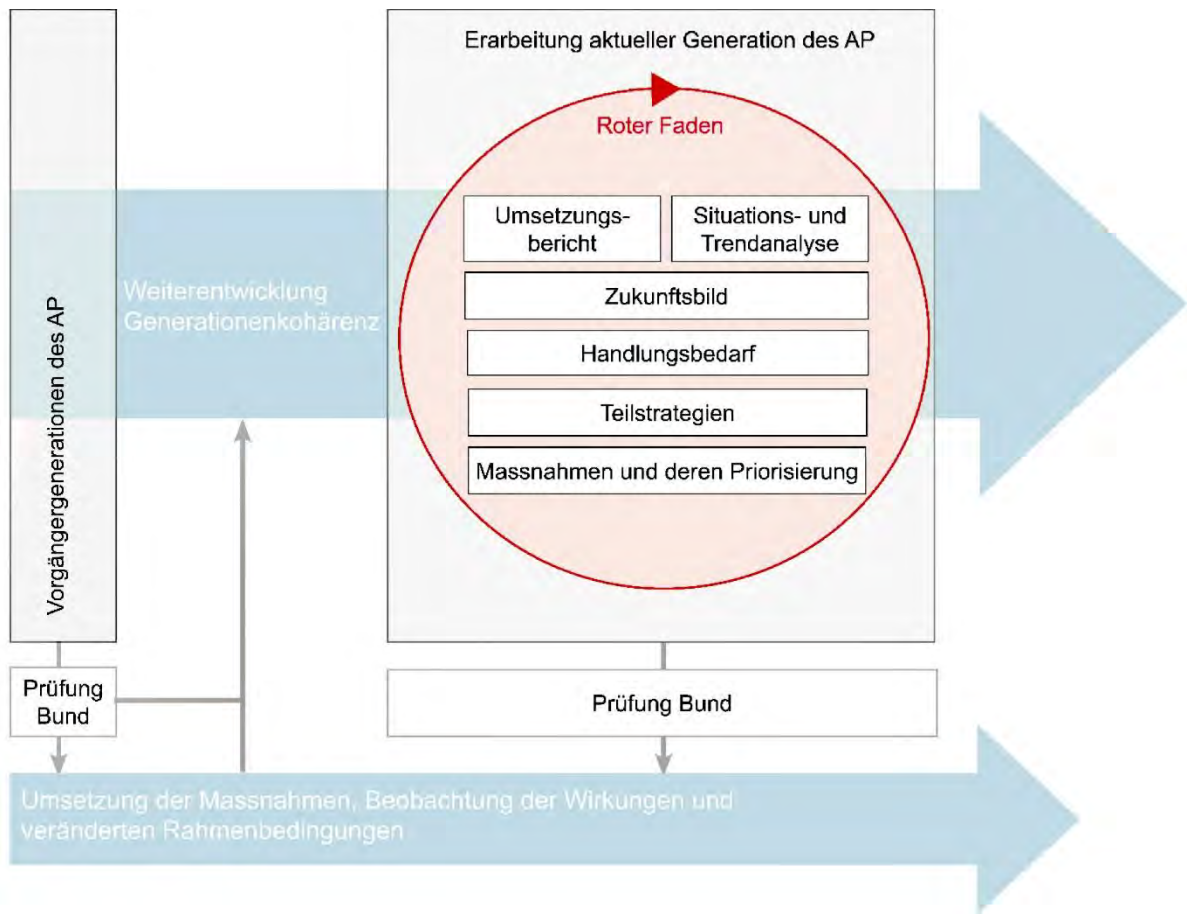 Erarbeitung aktueller Generation des AP
Roter Faden
Umsetzungs-
bericht
Situations- und
Trendanalyse
Zukunftsbild
Handlungsbedarf
Teilstrategien
Massnahmen und deren Priorisierung
Weiterentwicklung
Generationenkohärenz
Vorgängergenerationen des AP
Prüfung
Bund
Prüfung Bund
Umsetzung der Massnahmen, Beobachtung der Wirkungen und
veränderten Rahmenbedingungen